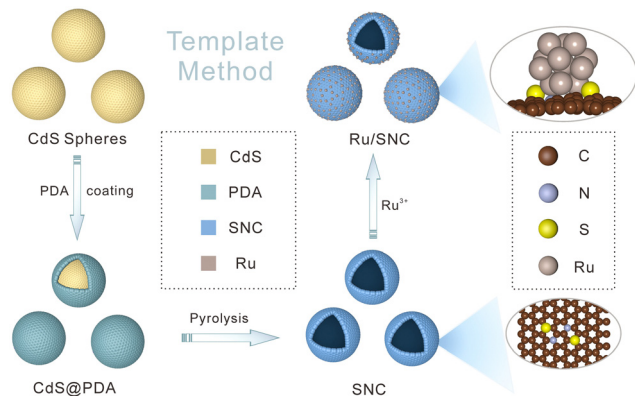 Template
Method
CdS Spheres
Ru/SNC
PDA coating
CdS
PDA
SNC
Ru
Ru³⁺
C
N
S
Ru
Pyrolysis
CdS@PDA
SNC